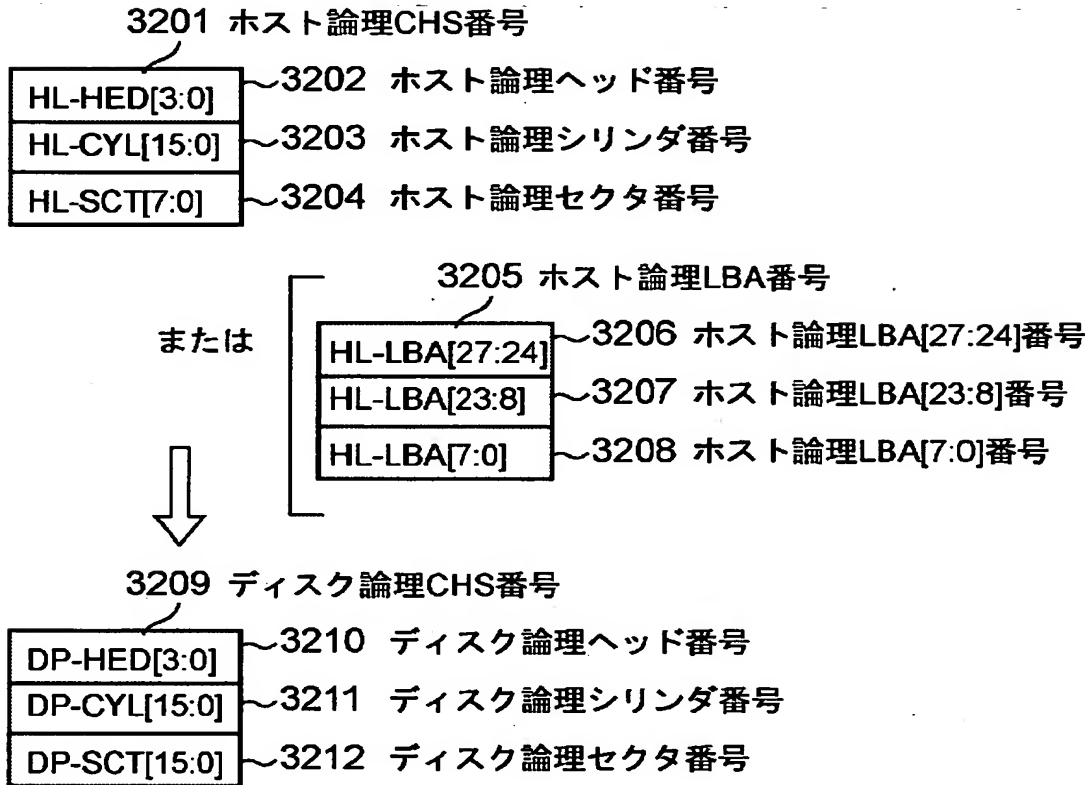 3201 ホスト論理CHS番号
HL-HED[3:0] 3202 ホスト論理ヘッド番号
HL-CYL[15:0] 3203 ホスト論理シリンダ番号
HL-SCT[7:0] 3204 ホスト論理セクタ番号
または
3205 ホスト論理LBA番号
HL-LBA[27:24] 3206 ホスト論理LBA[27:24]番号
HL-LBA[23:8] 3207 ホスト論理LBA[23:8]番号
HL-LBA[7:0] 3208 ホスト論理LBA[7:0]番号
3209 ディスク論理CHS番号
DP-HED[3:0] 3210 ディスク論理ヘッド番号
DP-CYL[15:0] 3211 ディスク論理シリンダ番号
DP-SCT[15:0] 3212 ディスク論理セクタ番号